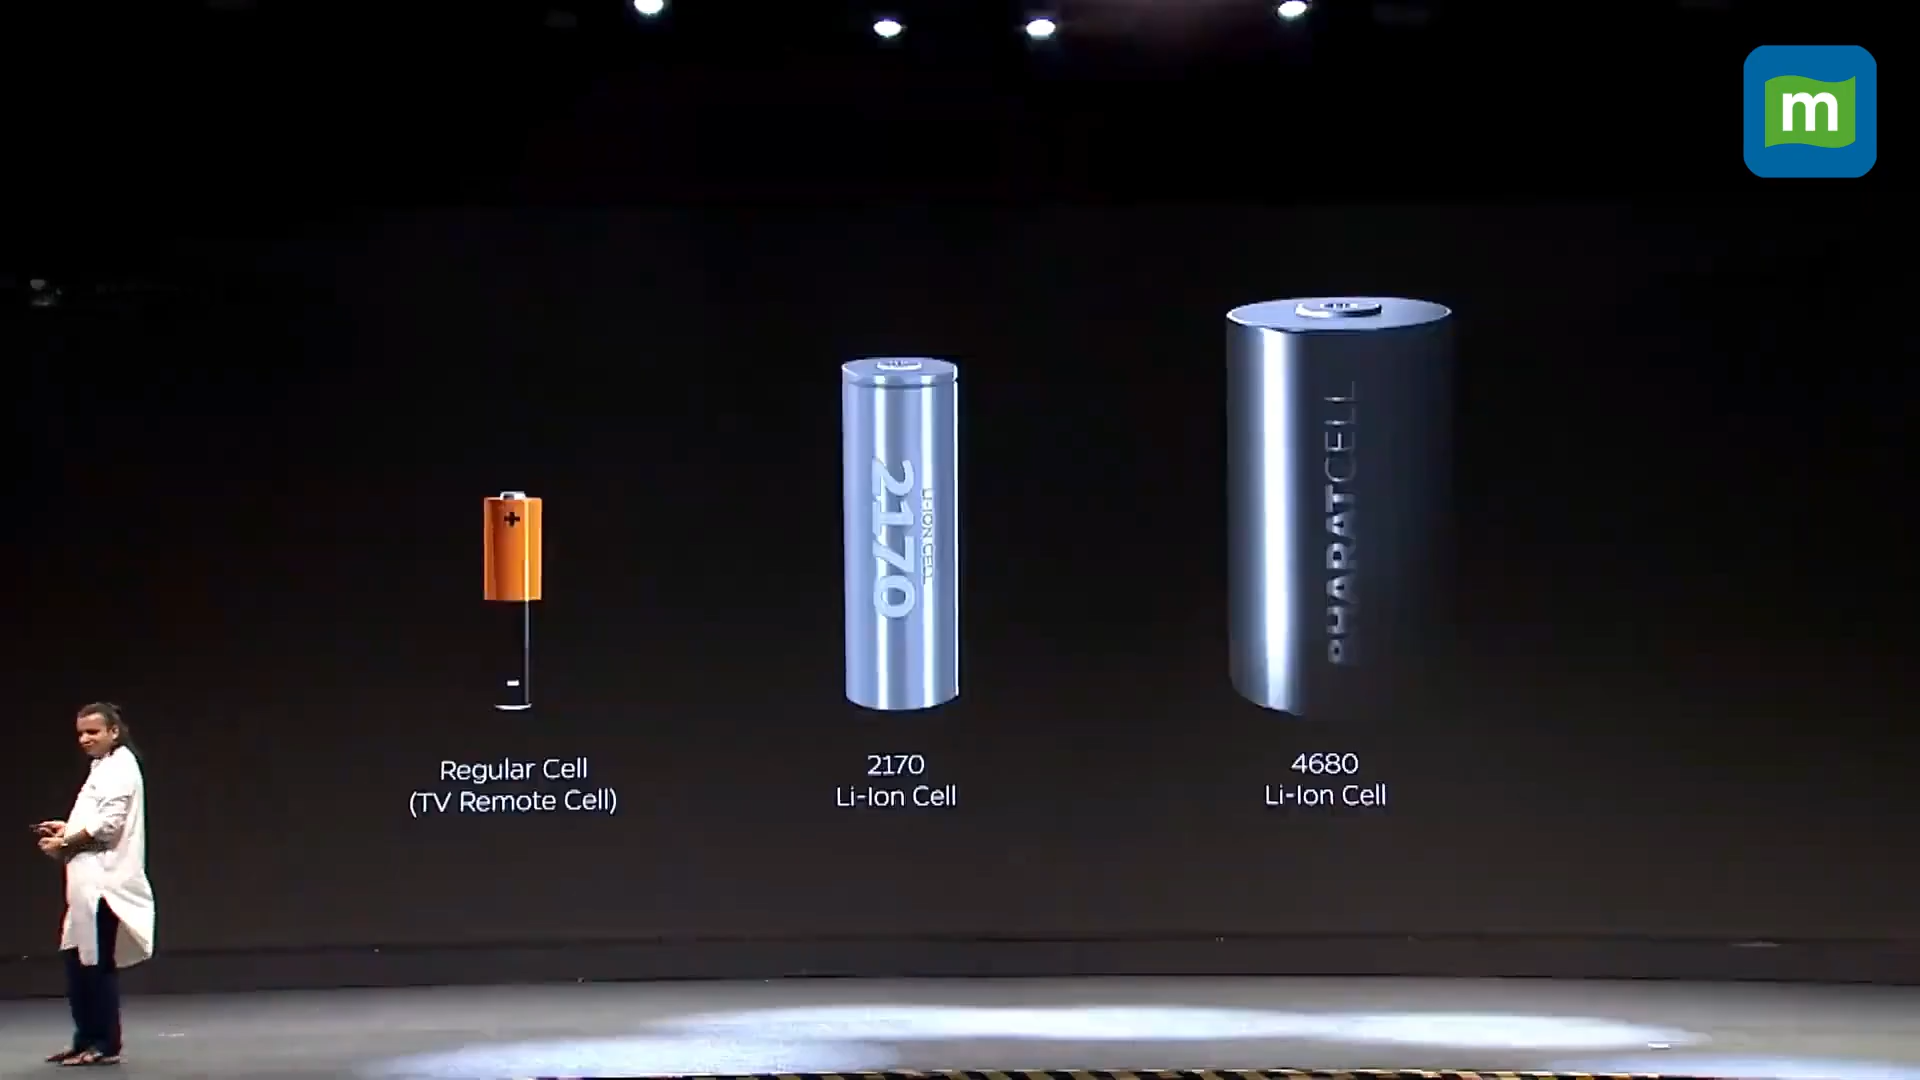 m
2170
LI-ION CELL
BHARATCELL
Regular Cell
(TV Remote Cell)
2170
Li-Ion Cell
4680
Li-Ion Cell